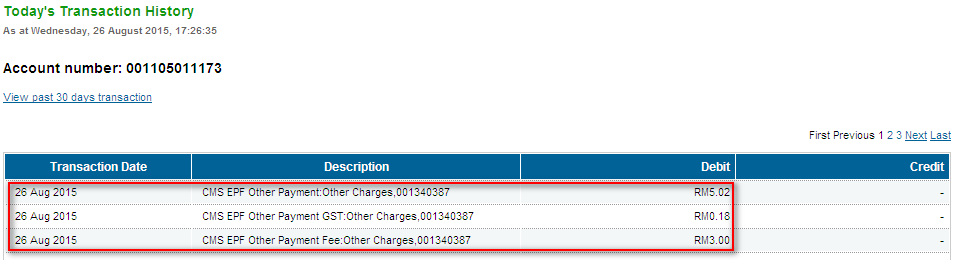 Today's Transaction History
As at Wednesday, 26 August 2015, 17:26:35
Account number: 001105011173
View past 30 days transaction
First Previous 1 2 3 Next Last
Transaction Date Description Debit Credit
26 Aug 2015 CMS EPF Other Payment:Other Charges,001340387 RM5.02 -
26 Aug 2015 CMS EPF Other Payment GST:Other Charges,001340387 RM0.18 -
26 Aug 2015 CMS EPF Other Payment Fee:Other Charges,001340387 RM3.00 -